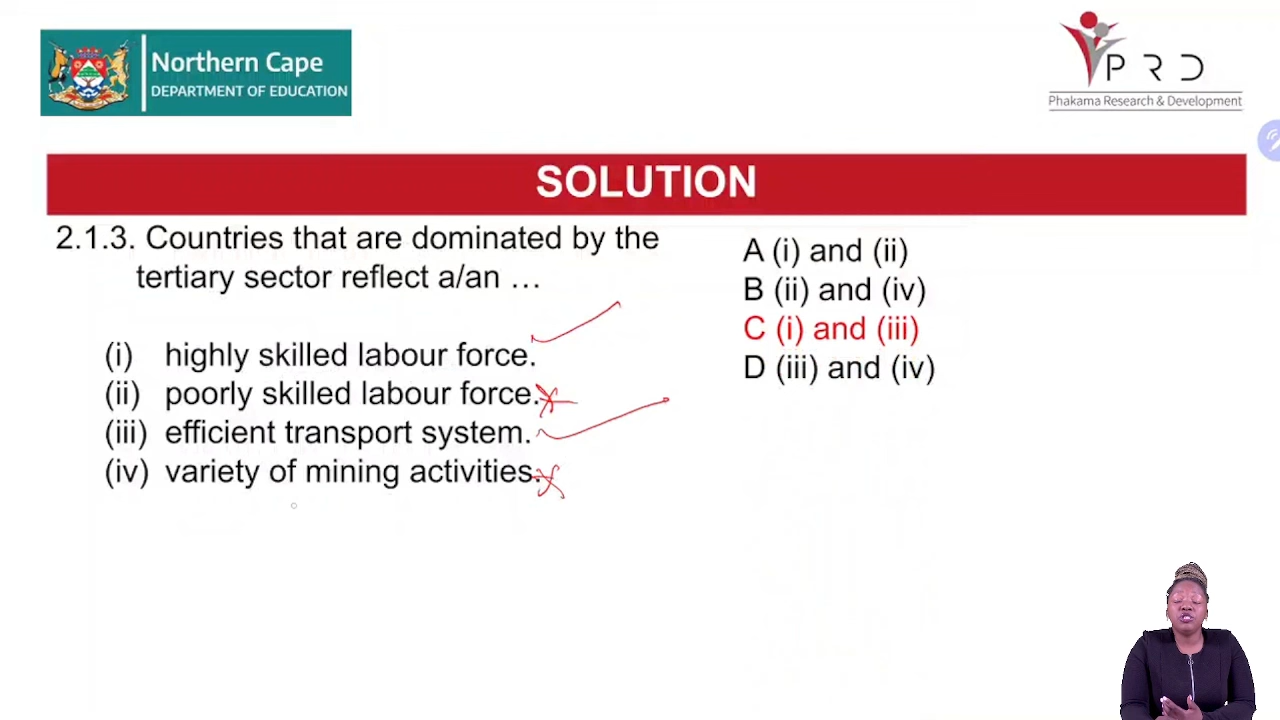 Northern Cape
DEPARTMENT OF EDUCATION
P R D
Phakama Research & Development
SOLUTION
2.1.3. Countries that are dominated by the
tertiary sector reflect a/an …
(i) highly skilled labour force.
(ii) poorly skilled labour force.
(iii) efficient transport system.
(iv) variety of mining activities.
A (i) and (ii)
B (ii) and (iv)
C (i) and (iii)
D (iii) and (iv)